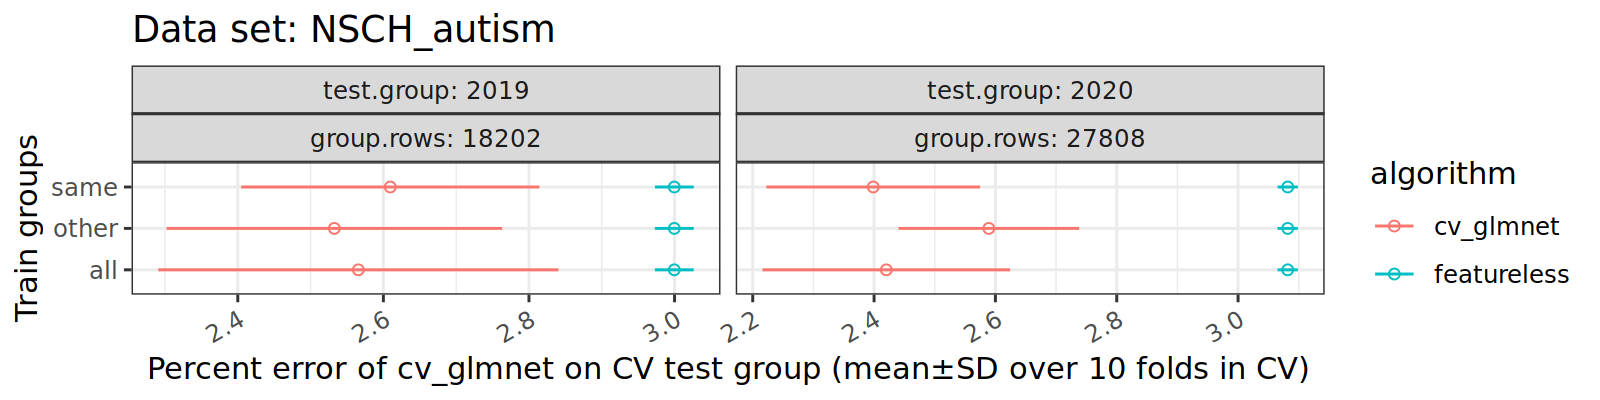 Data set: NSCH_autism
test.group: 2019
test.group: 2020
group.rows: 18202
group.rows: 27808
Train groups
same
other
all
2.4
2.6
2.8
3.0
2.2
2.4
2.6
2.8
3.0
Percent error of cv_glmnet on CV test group (mean±SD over 10 folds in CV)
algorithm
cv_glmnet
featureless